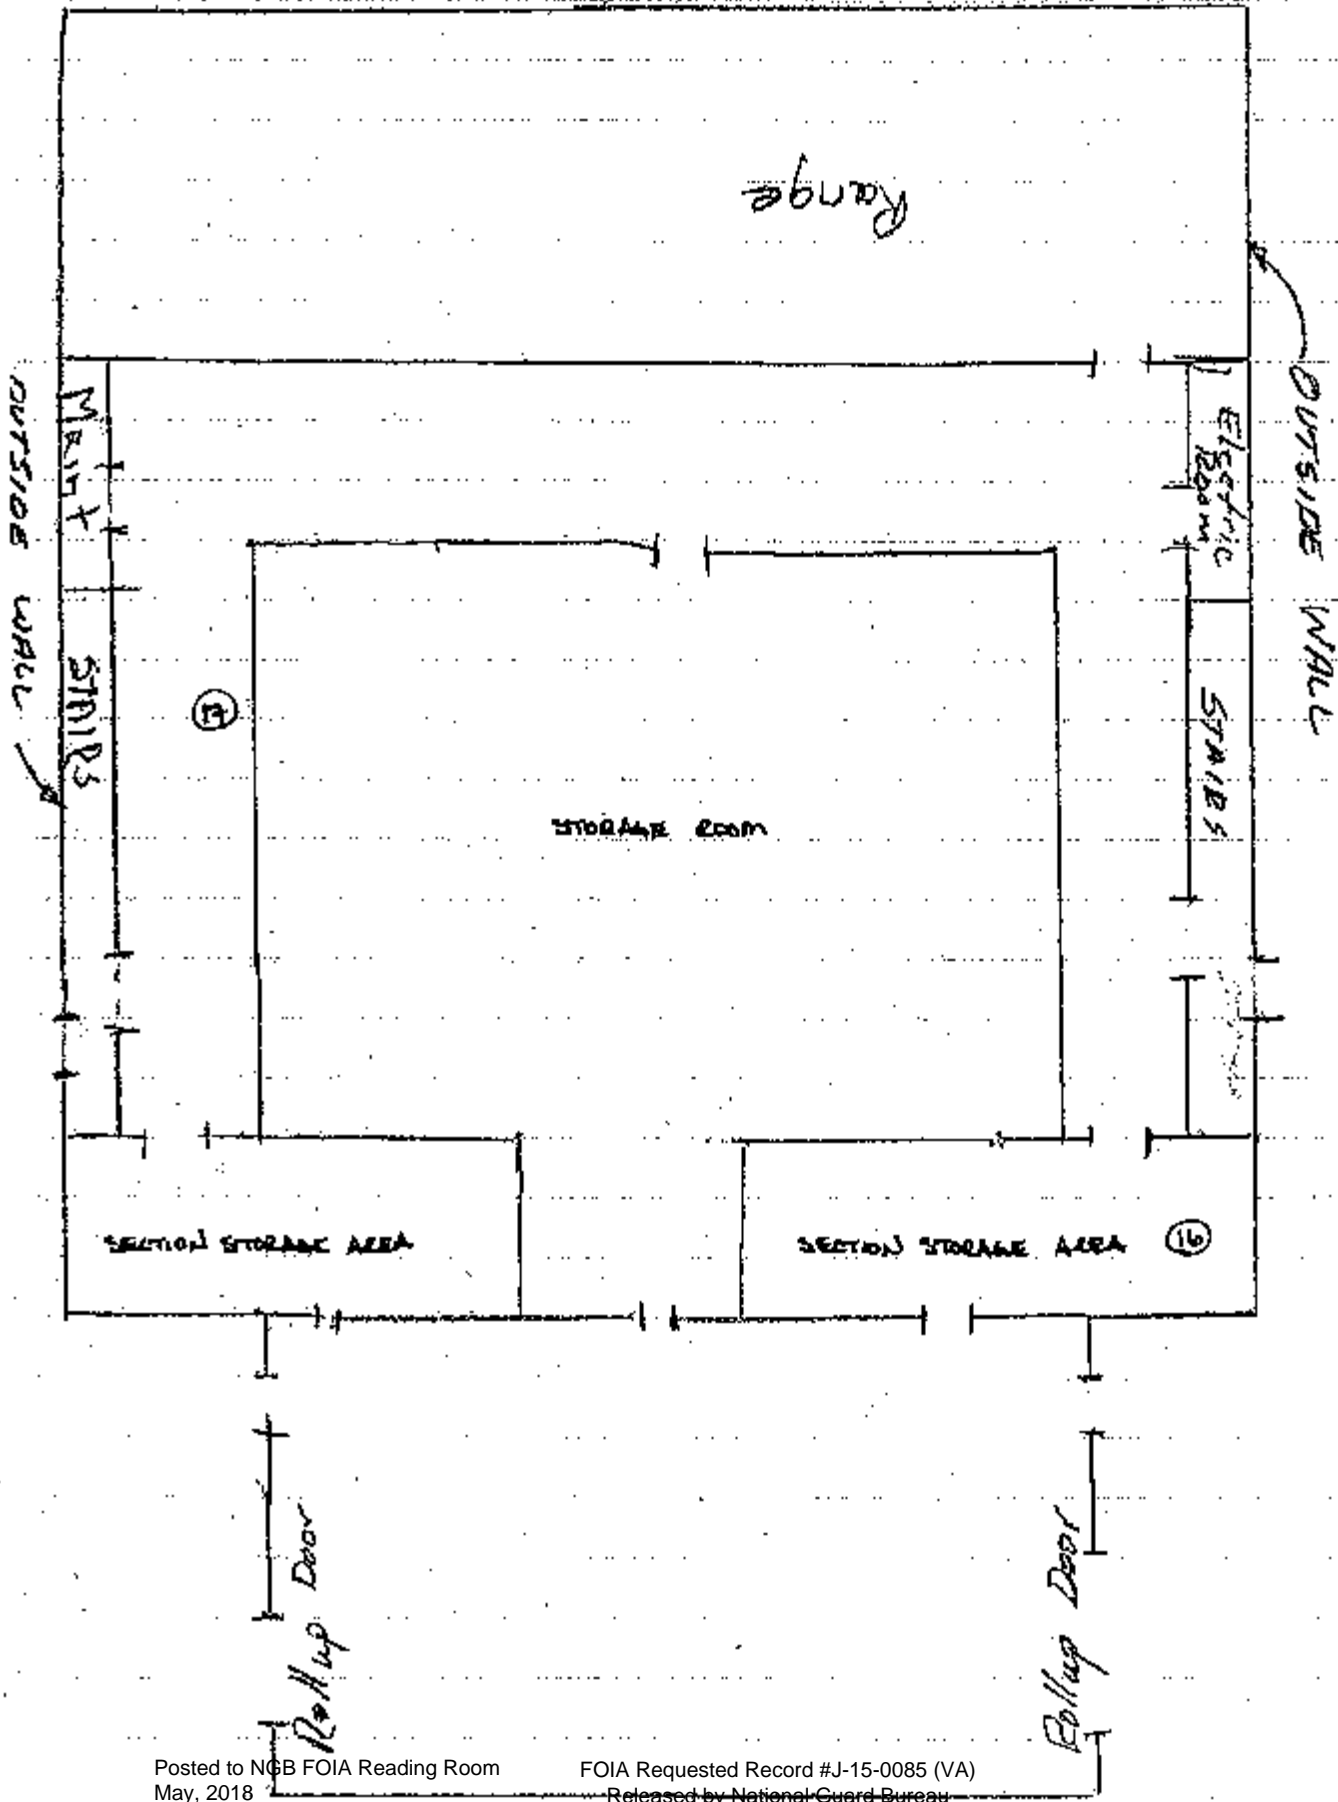 Range
OUTSIDE WALL
Maint
Electric
Room
OUTSIDE WALL
STAIRS
STAIRS
17
STORAGE ROOM
SECTION STORAGE AREA
SECTION STORAGE AREA 16
Roll up Door
Rollup Door
Posted to NGB FOIA Reading Room
May, 2018
FOIA Requested Record #J-15-0085 (VA)
Released by National Guard Bureau